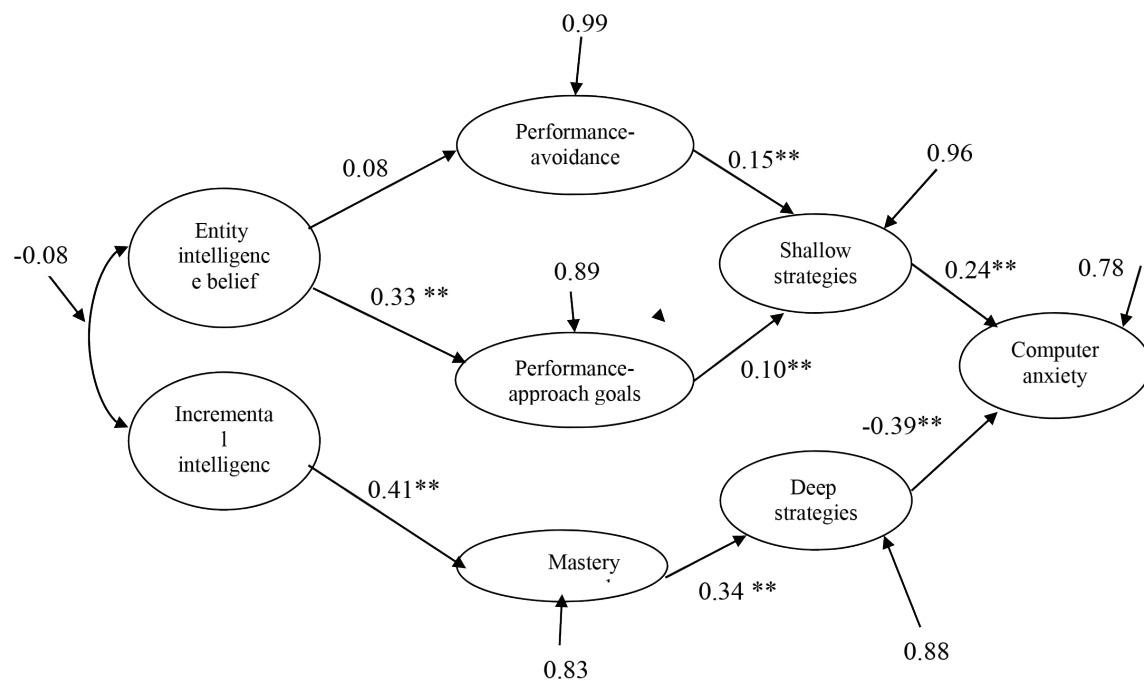 0.99
Performance-
avoidance
0.08
0.15**
0.96
Entity
intelligenc
e belief
-0.08
Shallow
strategies
0.33 **
0.89
0.24**
0.78
Performance-
approach goals
0.10**
Computer
anxiety
Incrementa
l
intelligenc
-0.39**
0.41**
Deep
strategies
Mastery
0.34 **
0.83
0.88